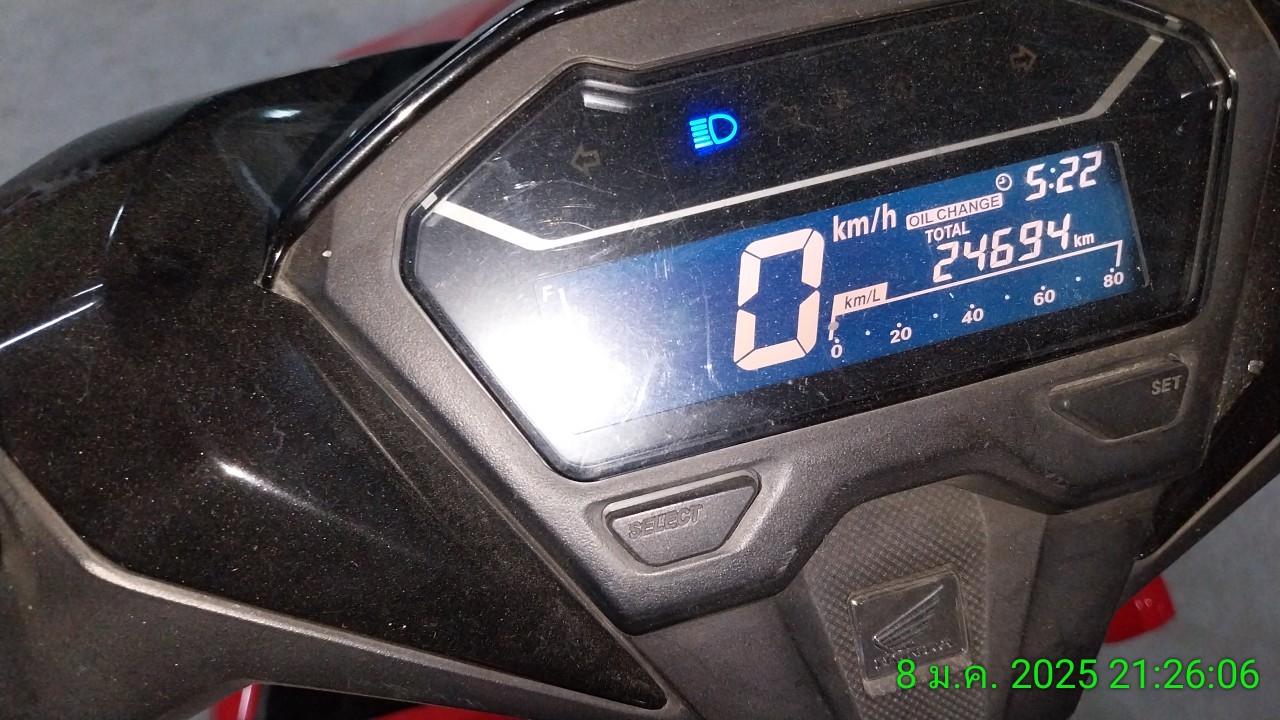 5:22
km/h
OIL CHANGE
TOTAL
24694 km
F
km/L
0
0 20 40 60 80
SET
SELECT
HONDA
8 ม.ค. 2025 21:26:06